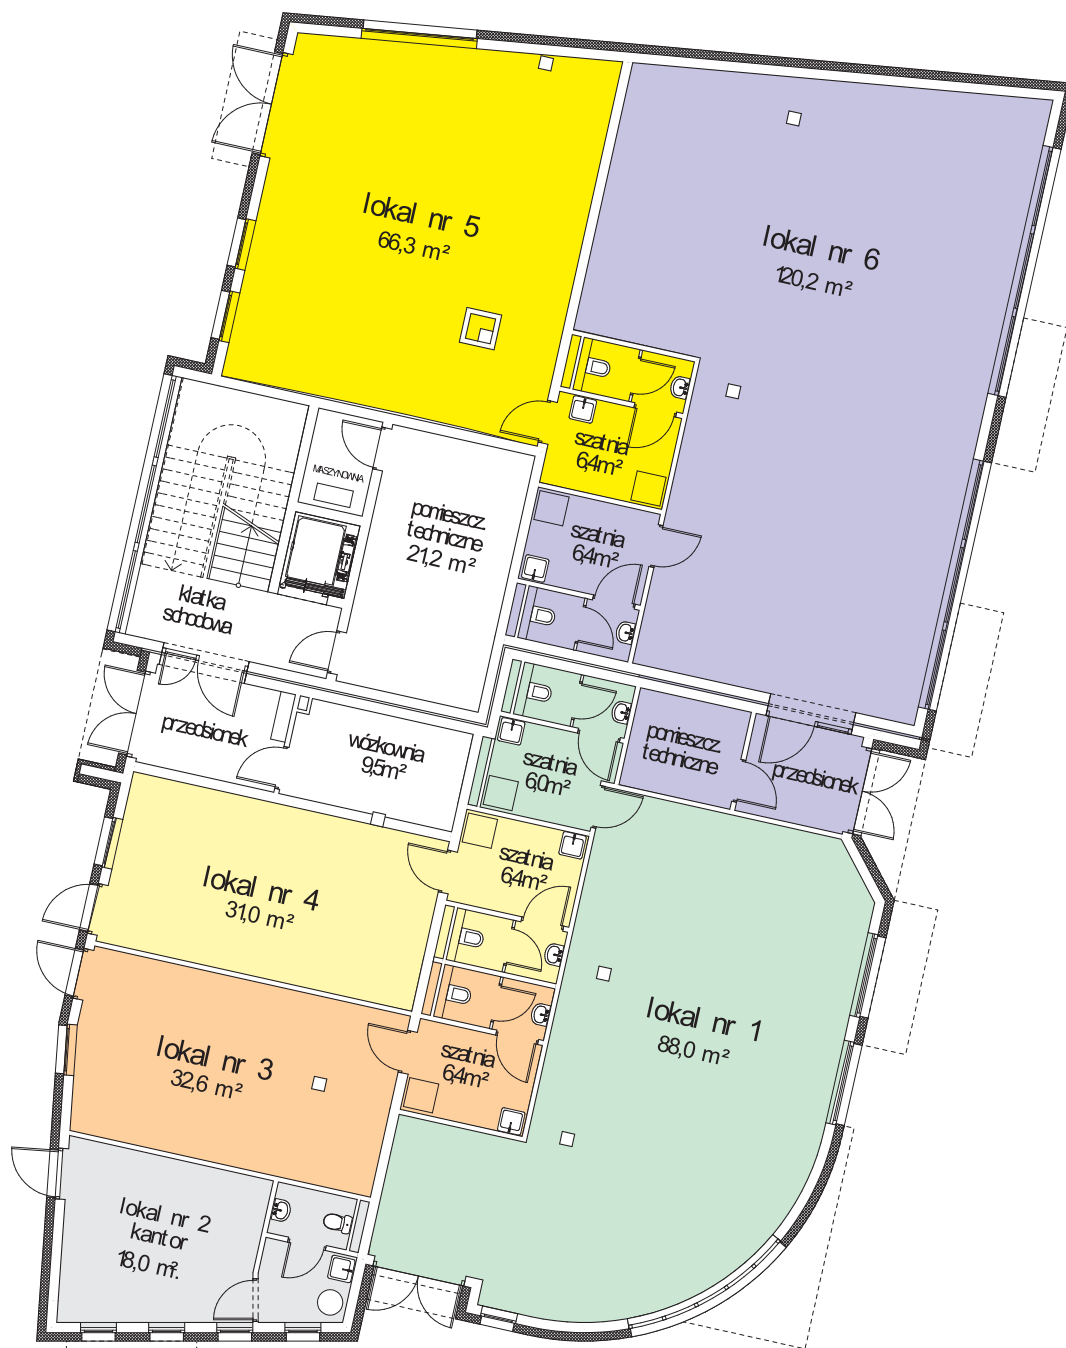 lokal nr 5
66,3 m²
lokal nr 6
120,2 m²
szatnia
6,4m²
MASZYNOWNIA
pomieszcz.
techniczne
21,2 m²
szatnia
6,4m²
klatka
schodowa
przedsionek
wózkownia
9,5m²
szatnia
6,0m²
pomieszcz.
techniczne
przedsionek
lokal nr 4
31,0 m²
szatnia
6,4m²
lokal nr 3
32,6 m²
szatnia
6,4m²
lokal nr 1
88,0 m²
lokal nr 2
kantor
18,0 m².